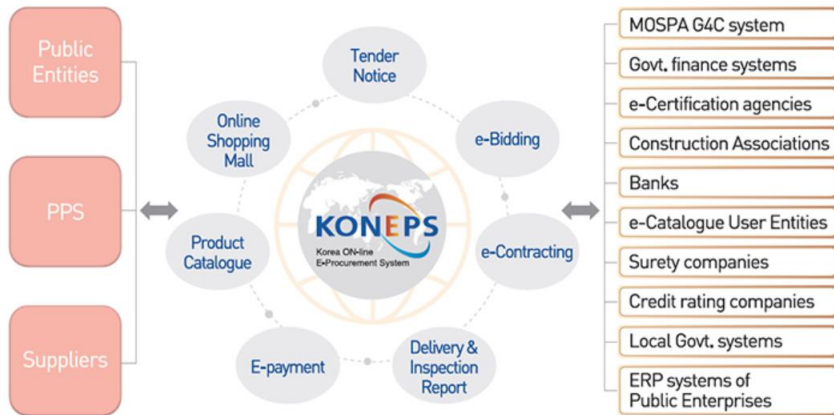 Public
Entities
PPS
Suppliers
Tender
Notice
Online
Shopping
Mall
e-Bidding
Product
Catalogue
e-Contracting
E-payment
Delivery &
Inspection
Report
KONEPS
Korea ON-line
E-Procurement System
MOSPA G4C system
Govt. finance systems
e-Certification agencies
Construction Associations
Banks
e-Catalogue User Entities
Surety companies
Credit rating companies
Local Govt. systems
ERP systems of
Public Enterprises